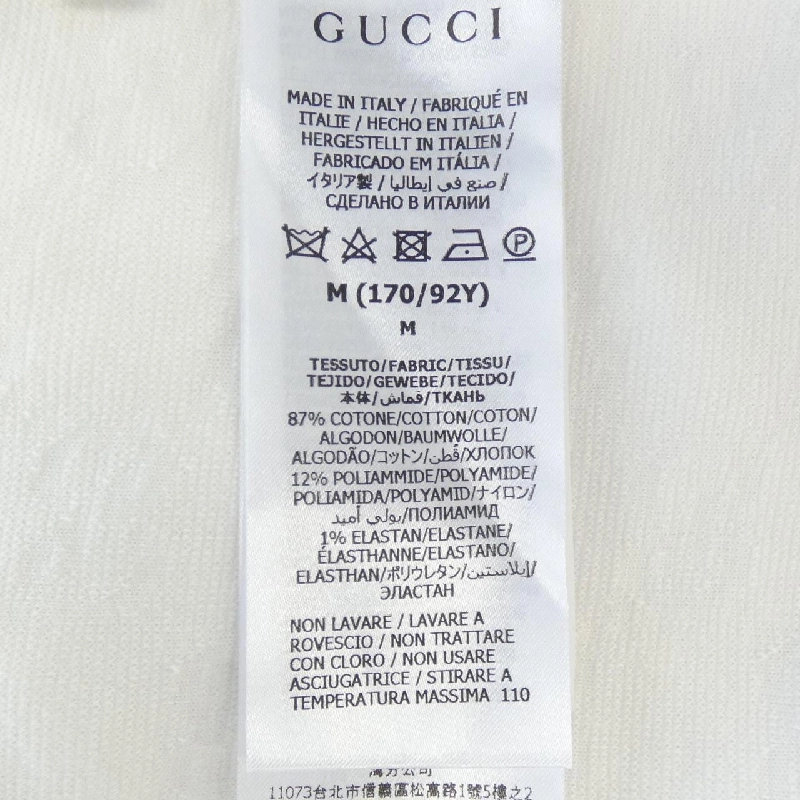 GUCCI
MADE IN ITALY / FABRIQUÉ EN
ITALIE / HECHO EN ITALIA /
HERGESTELLT IN ITALIEN /
FABRICADO EM ITÁLIA /
イタリア製 / صنع في إيطاليا /
СДЕЛАНО В ИТАЛИИ
P
M (170/92Y)
M
TESSUTO/FABRIC/TISSU/
TEJIDO/GEWEBE/TECIDO/
本体/قماش/ТКАНЬ
87% COTONE/COTTON/COTON/
ALGODON/BAUMWOLLE/
ALGODÃO/コットン/قطن/ХЛОПОК
12% POLIAMMIDE/POLYAMIDE/
POLIAMIDA/POLYAMID/ナイロン/
بولي أميد/ПОЛИАМИД
1% ELASTAN/ELASTANE/
ÉLASTHANNE/ELASTANO/
ELASTHAN/ポリウレタン/إيلاستين/
ЭЛАСТАН
NON LAVARE / LAVARE A
ROVESCIO / NON TRATTARE
CON CLORO / NON USARE
ASCIUGATRICE / STIRARE A
TEMPERATURA MASSIMA 110
灣分公司
11073台北市信義區松高路1號5樓之2